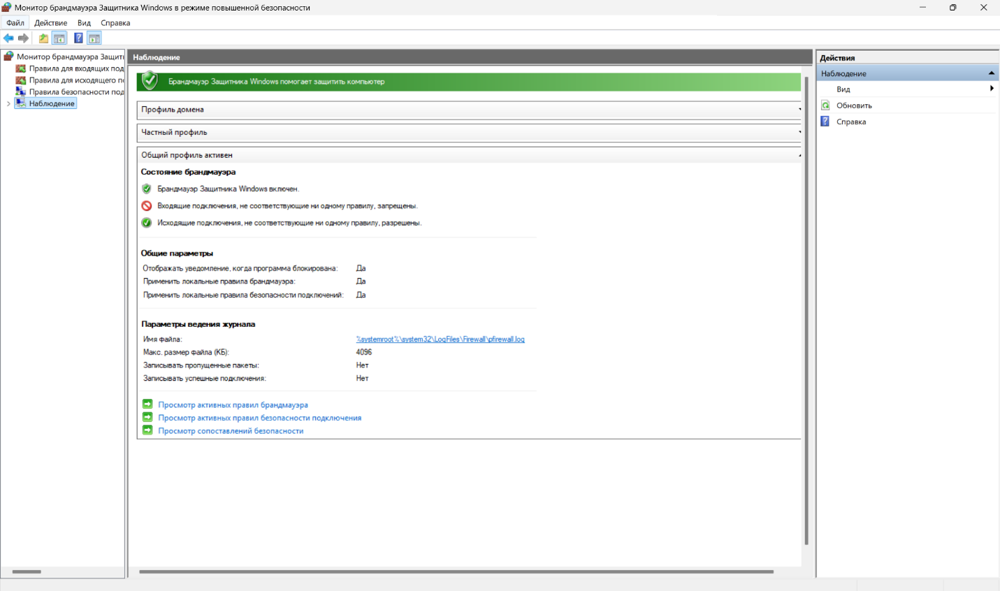 Монитор брандмауэра Защитника Windows в режиме повышенной безопасности
Файл Действие Вид Справка
Монитор брандмауэра Защит
Правила для входящих под
Правила для исходящего п
Правила безопасности под
Наблюдение
Наблюдение
Брандмауэр Защитника Windows помогает защитить компьютер
Профиль домена
Частный профиль
Общий профиль активен
Состояние брандмауэра
Брандмауэр Защитника Windows включен.
Входящие подключения, не соответствующие ни одному правилу, запрещены.
Исходящие подключения, не соответствующие ни одному правилу, разрешены.
Общие параметры
Отображать уведомление, когда программа блокирована: Да
Применить локальные правила брандмауэра: Да
Применить локальные правила безопасности подключений: Да
Параметры ведения журнала
Имя файла: %systemroot%\system32\LogFiles\Firewall\pfirewall.log
Макс. размер файла (КБ): 4096
Записывать пропущенные пакеты: Нет
Записывать успешные подключения: Нет
Просмотр активных правил брандмауэра
Просмотр активных правил безопасности подключения
Просмотр сопоставлений безопасности
Действия
Наблюдение
Вид
Обновить
Справка